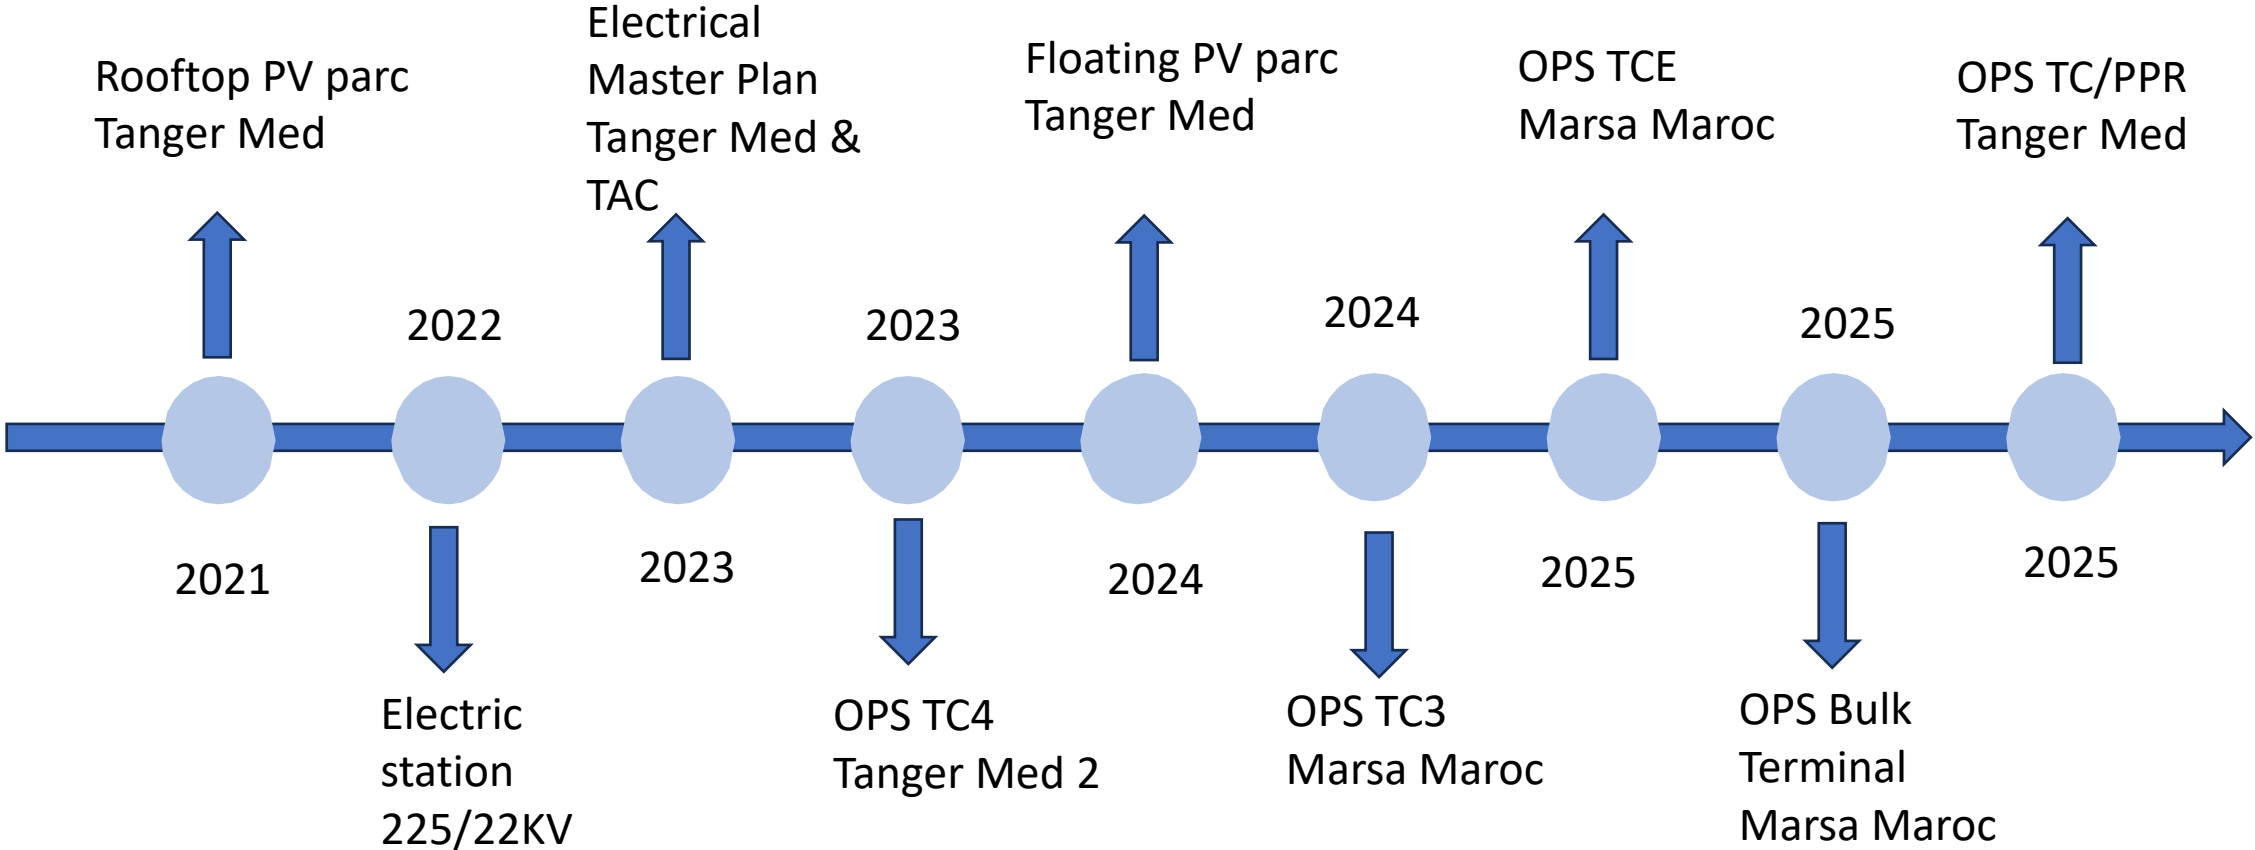 Rooftop PV parc
Tanger Med
2021
2022
Electric
station
225/22KV
Electrical
Master Plan
Tanger Med &
TAC
2023
2023
OPS TC4
Tanger Med 2
Floating PV parc
Tanger Med
2024
2024
OPS TC3
Marsa Maroc
OPS TCE
Marsa Maroc
2025
2025
OPS Bulk
Terminal
Marsa Maroc
OPS TC/PPR
Tanger Med
2025